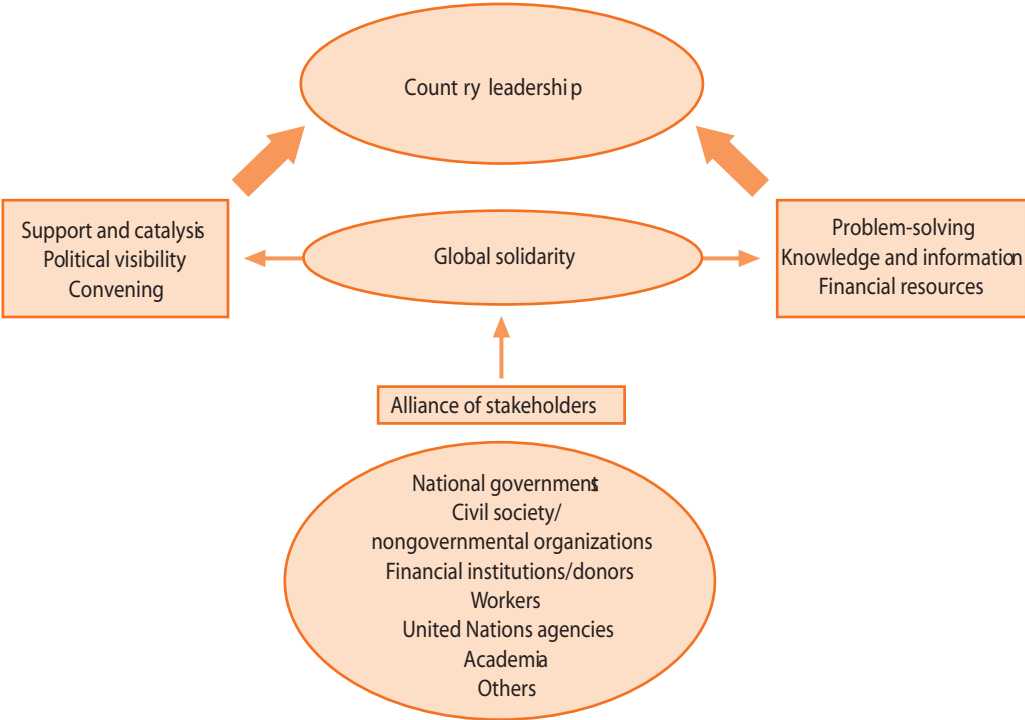 Country leadership
Support and catalysis
Political visibility
Convening
Global solidarity
Problem-solving
Knowledge and information
Financial resources
Alliance of stakeholders
National governments
Civil society/
nongovernmental organizations
Financial institutions/donors
Workers
United Nations agencies
Academia
Others